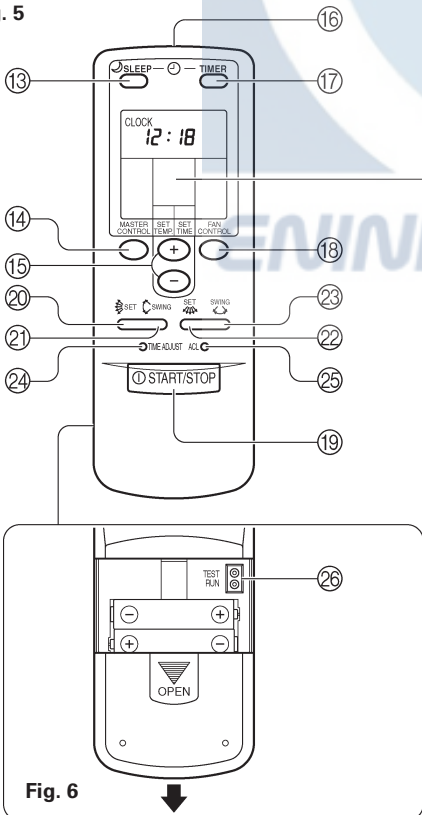 g. 5
⑯
SLEEP TIMER
⑬ ⑰
CLOCK
12:18
MASTER CONTROL SET TEMP. SET TIME FAN CONTROL
⑭
+
⑱
⑮
−
SET SWING SET SWING
⑳ ㉓
㉑ ㉒
TIME ADJUST ACL
㉔ ㉕
START/STOP
⑲
TEST RUN
㉖
− +
+ −
OPEN
Fig. 6